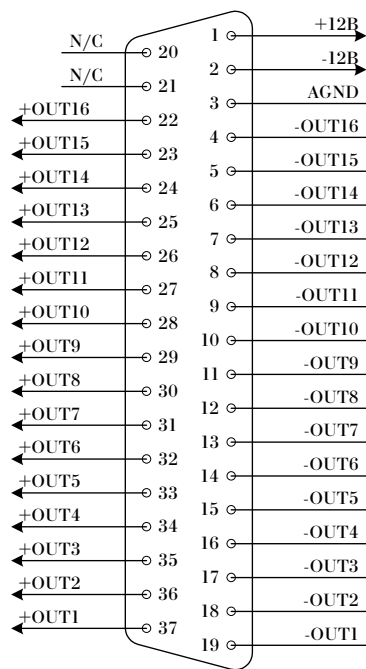 +12B
1
N/C
20
-12B
2
N/C
21
AGND
3
+OUT16
22
-OUT16
4
+OUT15
23
-OUT15
5
+OUT14
24
-OUT14
6
+OUT13
25
-OUT13
7
+OUT12
26
-OUT12
8
+OUT11
27
-OUT11
9
+OUT10
28
-OUT10
10
+OUT9
29
-OUT9
11
+OUT8
30
-OUT8
12
+OUT7
31
-OUT7
13
+OUT6
32
-OUT6
14
+OUT5
33
-OUT5
15
+OUT4
34
-OUT4
16
+OUT3
35
-OUT3
17
+OUT2
36
-OUT2
18
+OUT1
37
-OUT1
19